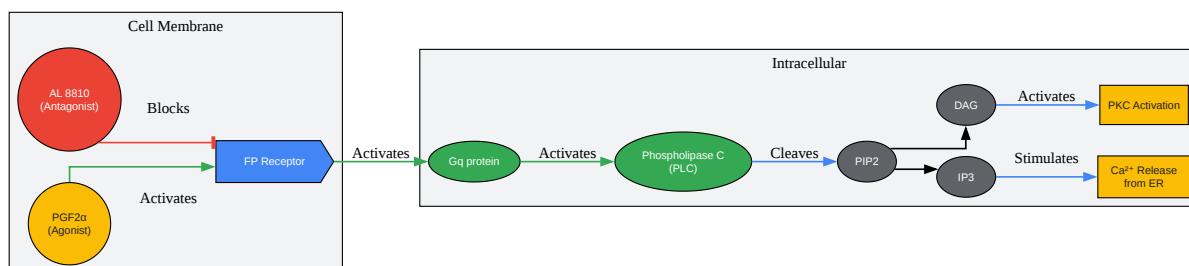 Cell Membrane
AL 8810
(Antagonist)
Blocks
FP Receptor
Activates
PGF2α
(Agonist)
Activates
Intracellular
Gq protein
Activates
Phospholipase C
(PLC)
Cleaves
PIP2
DAG
Activates
PKC Activation
IP3
Stimulates
Ca²⁺ Release
from ER